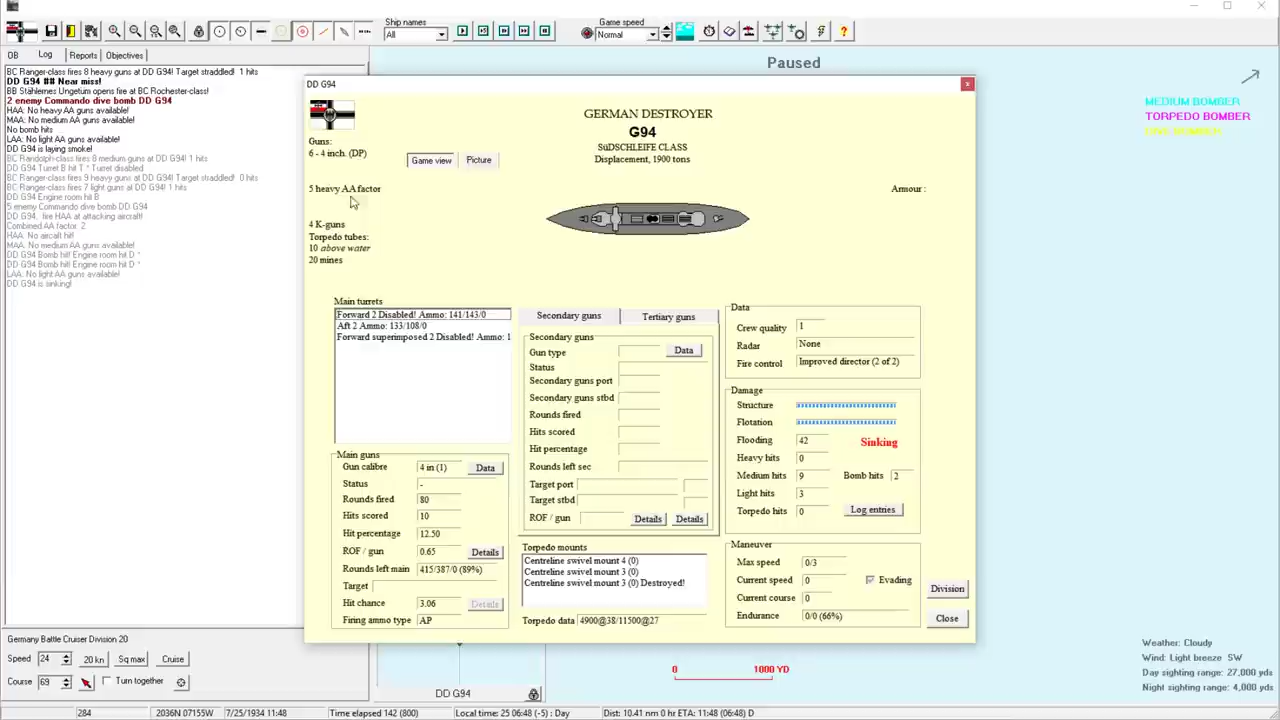 Ship names
All
Game speed
Normal
OB
Log
Reports
Objectives
Paused
BC Ranger-class fires 8 heavy guns at DD G94! Target straddled! 1 hits
DD G94 ## Near miss!
BB Stählernes Ungetüm opens fire at BC Rochester-class!
2 enemy Commando dive bomb DD G94
HAA: No heavy AA guns available!
MAA: No medium AA guns available!
No bomb hits
LAA: No light AA guns available!
DD G94 is laying smoke!
BC Randolph-class fires 8 medium guns at DD G94! 1 hits
DD G94 Turret B hit T * Turret disabled
BC Ranger-class fires 9 heavy guns at DD G94! Target straddled! 0 hits
BC Ranger-class fires 7 light guns at DD G94! 1 hits
DD G94 Engine room hit B
5 enemy Commando dive bomb DD G94
DD G94, fire HAA at attacking aircraft!
Combined AA factor: 2
HAA: No aircraft hit!
MAA: No medium AA guns available!
DD G94 Bomb hit! Engine room hit D *
DD G94 Bomb hit! Engine room hit D *
LAA: No light AA guns available!
DD G94 is sinking!
DD G94
x
GERMAN DESTROYER
G94
SüDSCHLEIFE CLASS
Displacement, 1900 tons
Guns:
6 - 4 inch. (DP)
Game view
Picture
5 heavy AA factor
Armour :
4 K-guns
Torpedo tubes:
10 above water
20 mines
Main turrets
Forward 2 Disabled! Ammo: 141/143/0
Aft 2 Ammo: 133/108/0
Forward superimposed 2 Disabled! Ammo: 1
Main guns
Gun calibre 4 in (1) Data
Status -
Rounds fired 80
Hits scored 10
Hit percentage 12.50
ROF / gun 0.65 Details
Rounds left main 415/387/0 (89%)
Target
Hit chance 3.06 Details
Firing ammo type AP
Secondary guns
Tertiary guns
Secondary guns
Gun type Data
Status
Secondary guns port
Secondary guns stbd
Rounds fired
Hits scored
Hit percentage
Rounds left sec
Target port
Target stbd
ROF / gun Details Details
Torpedo mounts
Centreline swivel mount 4 (0)
Centreline swivel mount 3 (0)
Centreline swivel mount 3 (0) Destroyed!
Torpedo data 4900@38/11500@27
Data
Crew quality 1
Radar None
Fire control Improved director (2 of 2)
Damage
Structure
Flotation
Flooding 42 Sinking
Heavy hits 0
Medium hits 9 Bomb hits 2
Light hits 3
Torpedo hits 0 Log entries
Maneuver
Max speed 0/3
Current speed 0 Evading
Current course 0
Endurance 0/0 (66%)
Division
Close
MEDIUM BOMBER
TORPEDO BOMBER
Germany Battle Cruiser Division 20
Speed 24 20 kn Sq max Cruise
Course 69 Turn together
DD G94
0 1000 YD
Weather: Cloudy
Wind: Light breeze SW
Day sighting range: 27,000 yds
Night sighting range: 4,000 yds
284
2036N 07155W
7/25/1934 11:48
Time elapsed 142 (800)
Local time: 25 06:48 (-5) : Day
Dist: 10.41 nm 0 hr ETA: 11:48 (06:48) D